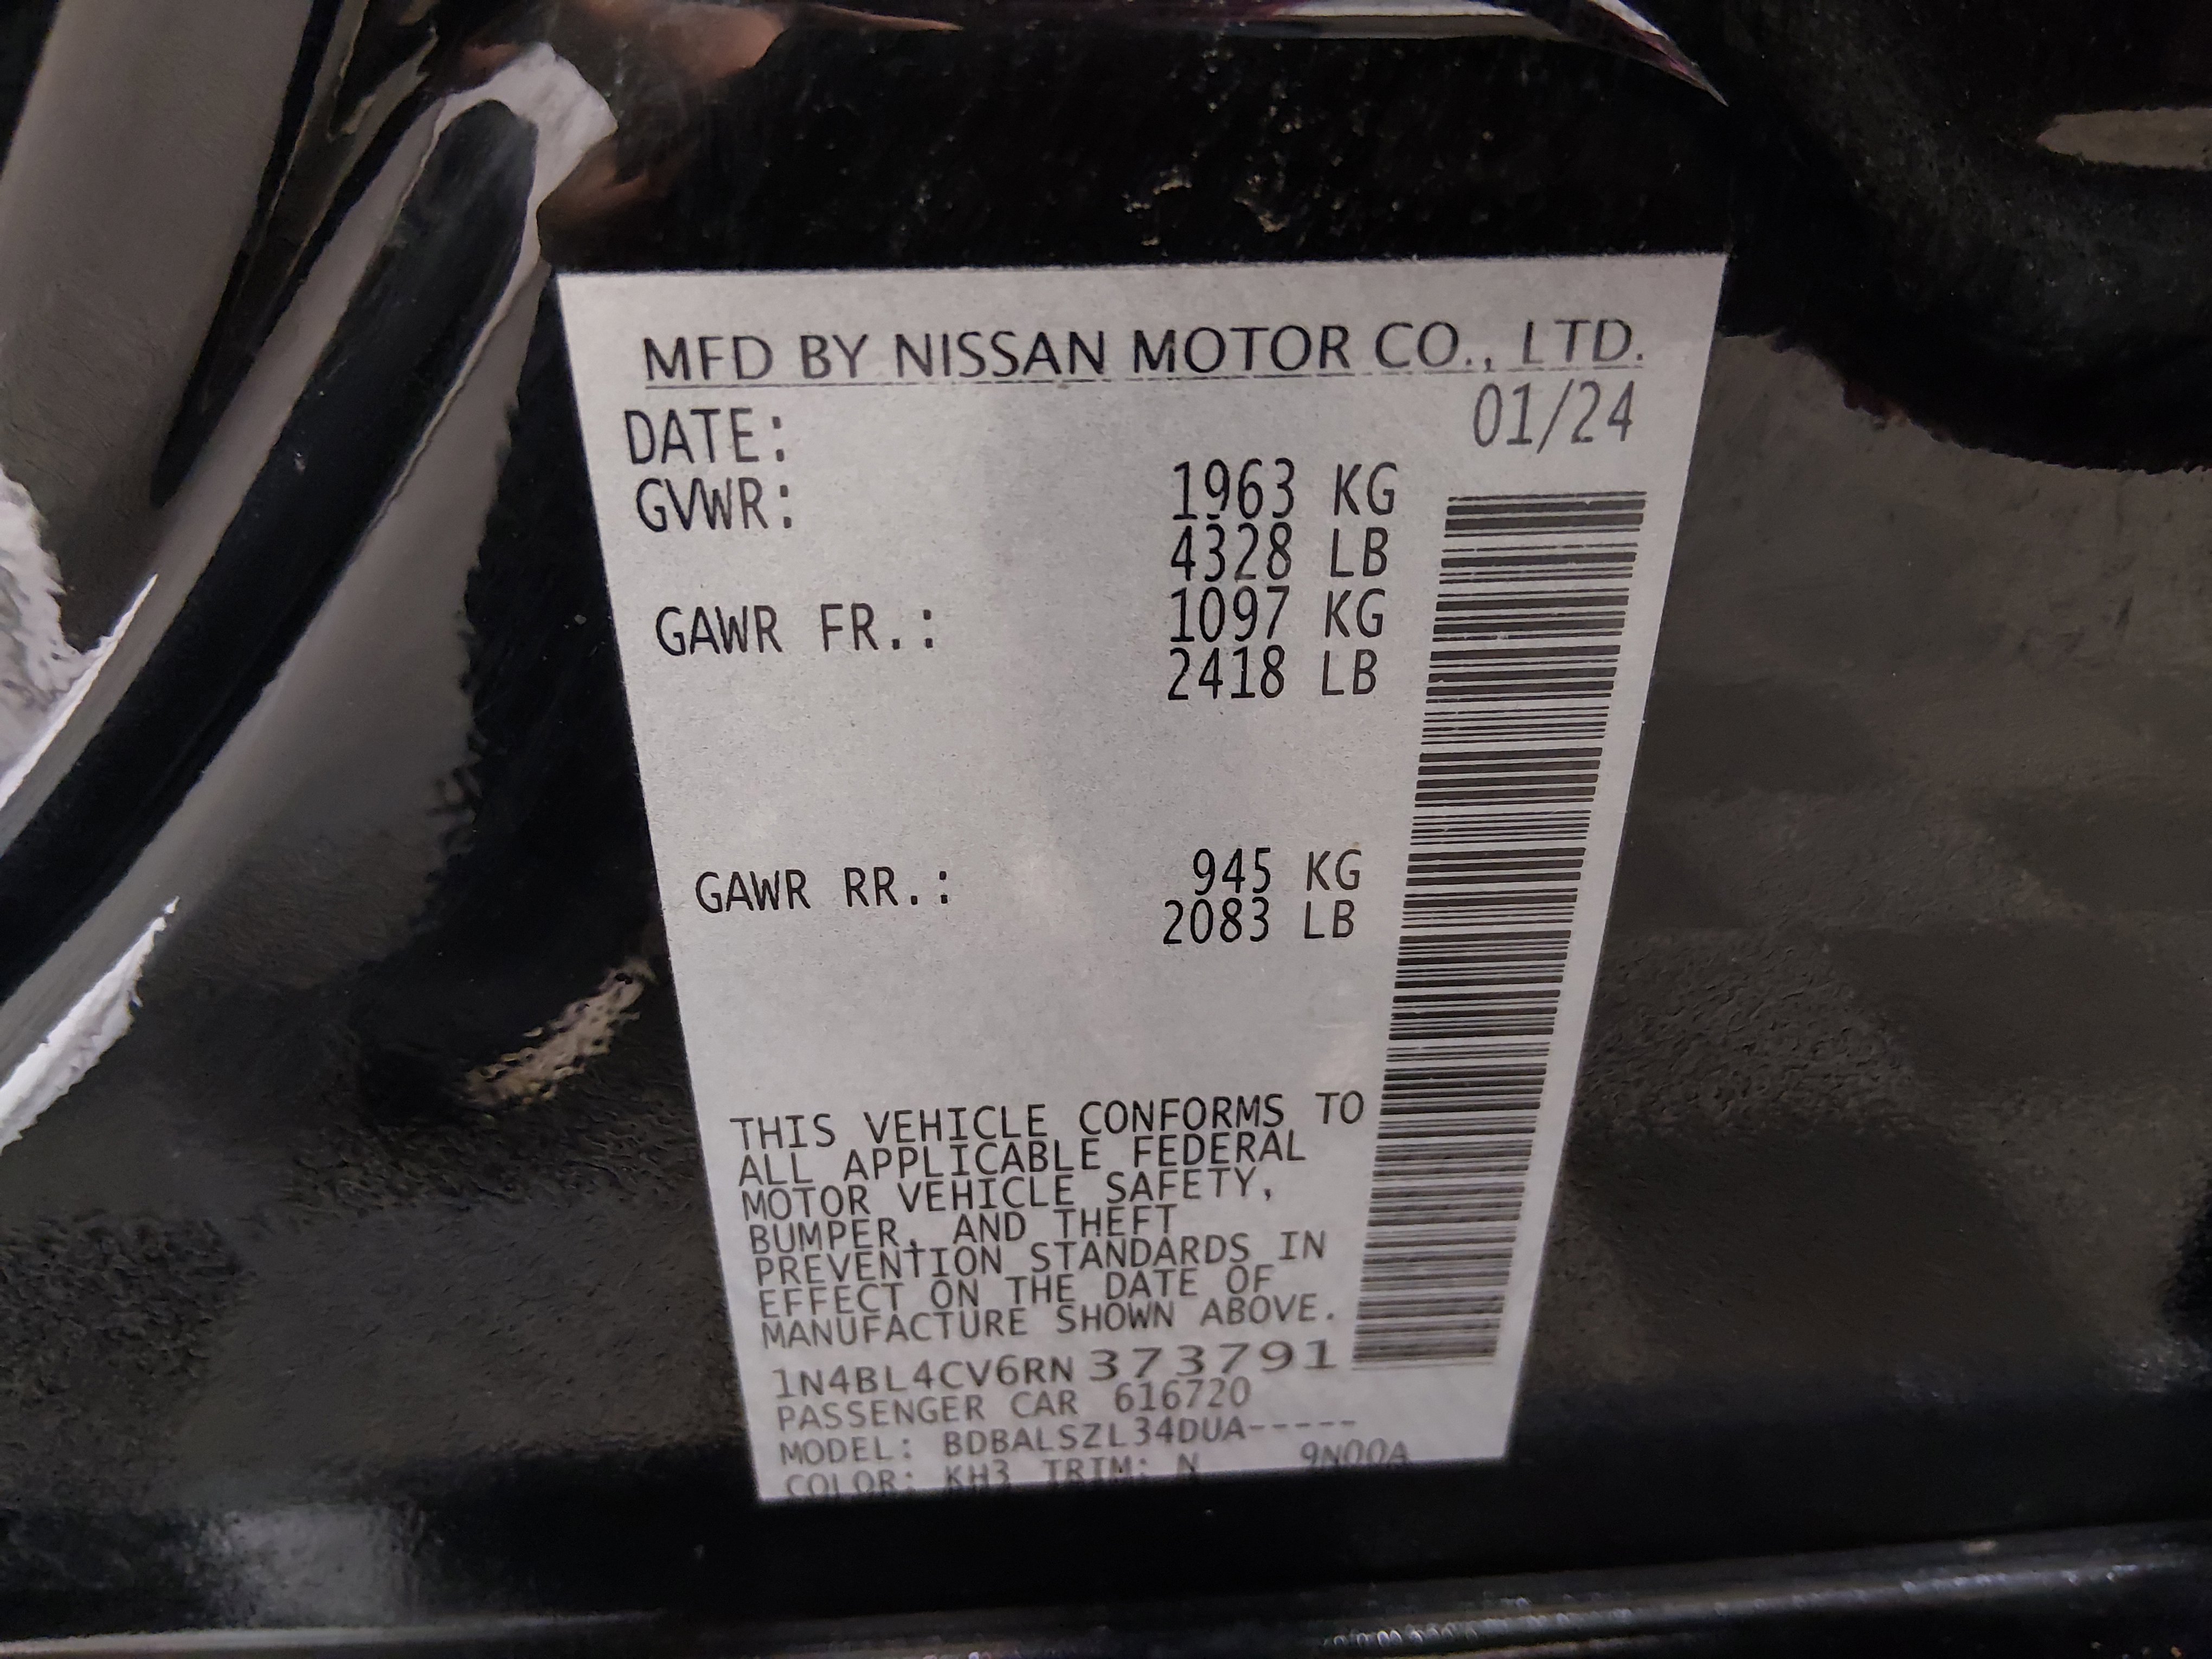 MFD BY NISSAN MOTOR CO., LTD.
DATE: 01/24
GVWR: 1963 KG
4328 LB
GAWR FR.: 1097 KG
2418 LB
GAWR RR.: 945 KG
2083 LB
THIS VEHICLE CONFORMS TO
ALL APPLICABLE FEDERAL
MOTOR VEHICLE SAFETY,
BUMPER, AND THEFT
PREVENTION STANDARDS IN
EFFECT ON THE DATE OF
MANUFACTURE SHOWN ABOVE.
1N4BL4CV6RN373791
PASSENGER CAR 616720
MODEL: BDBALSZL34DUA-----
COLOR: KH3 TRIM: N 9N00A